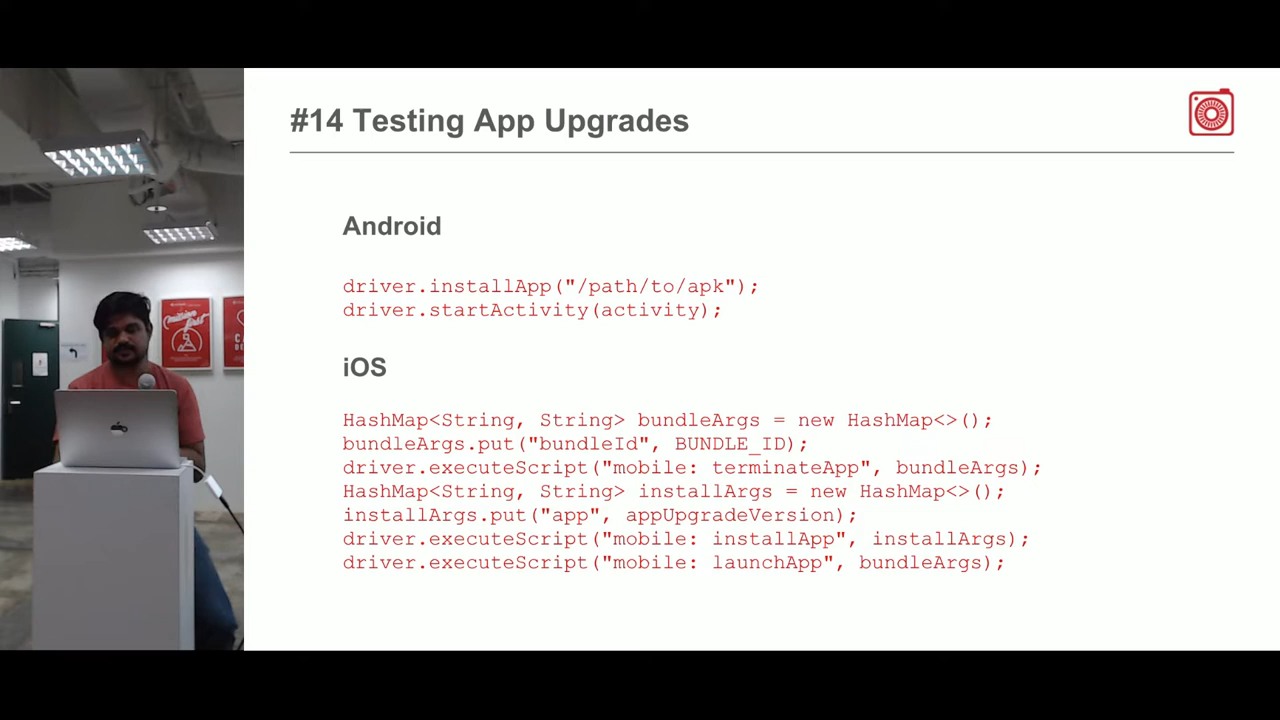 #14 Testing App Upgrades
Android
driver.installApp("/path/to/apk");
driver.startActivity(activity);
iOS
HashMap<String, String> bundleArgs = new HashMap<>();
bundleArgs.put("bundleId", BUNDLE_ID);
driver.executeScript("mobile: terminateApp", bundleArgs);
HashMap<String, String> installArgs = new HashMap<>();
installArgs.put("app", appUpgradeVersion);
driver.executeScript("mobile: installApp", installArgs);
driver.executeScript("mobile: launchApp", bundleArgs);